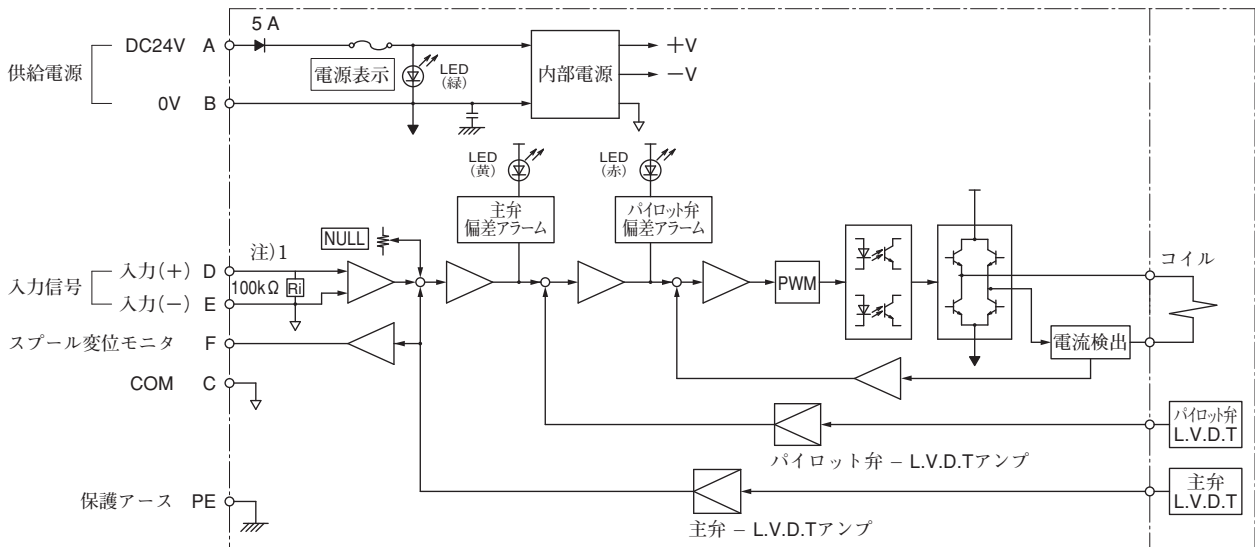 5 A
DC24V A
供給電源
0V B
電源表示
LED
(緑)
内部電源
+V
−V
LED
(黄)
LED
(赤)
主弁
偏差アラーム
パイロット弁
偏差アラーム
NULL
注)1
入力(+) D
入力信号
100kΩ
Ri
入力(−) E
スプール変位モニタ F
COM C
保護アース PE
PWM
コイル
電流検出
パイロット弁
L.V.D.T
パイロット弁 − L.V.D.Tアンプ
主弁
L.V.D.T
主弁 − L.V.D.Tアンプ